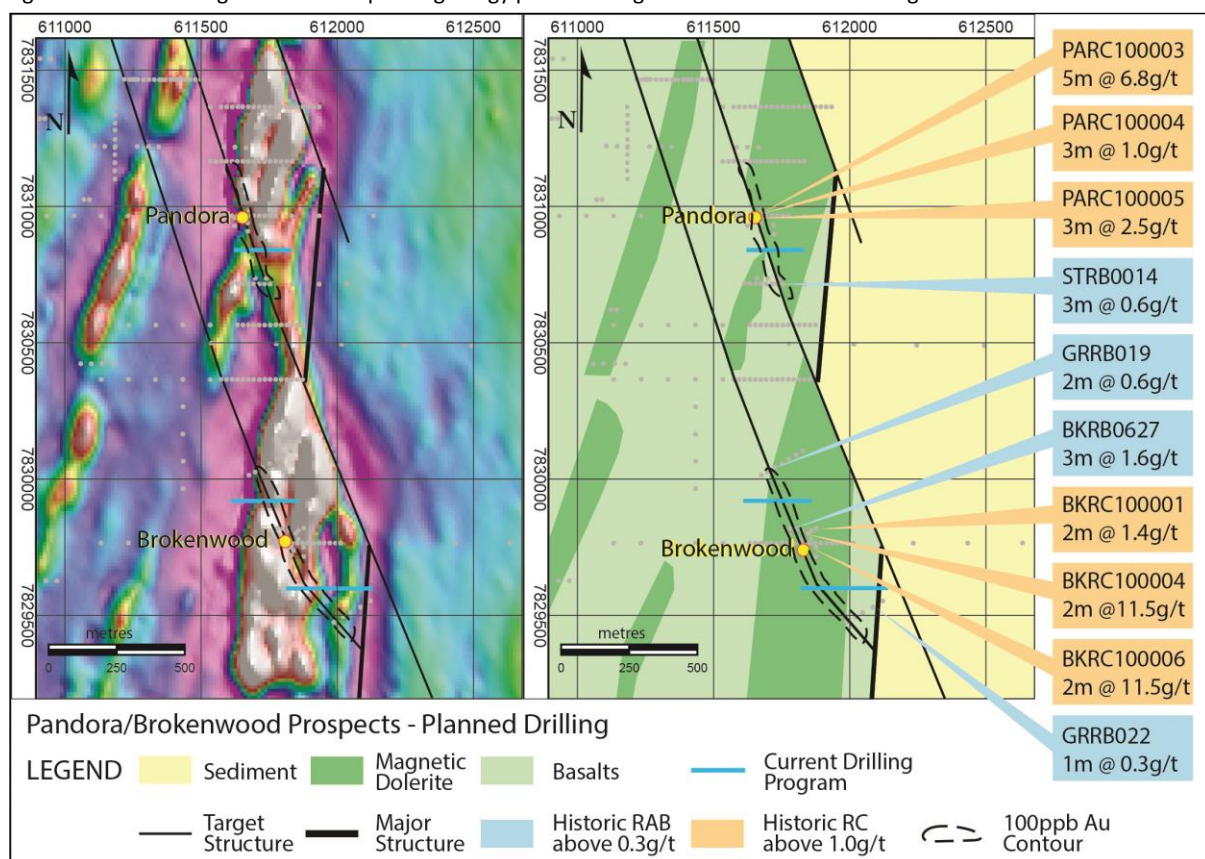 611000 611500 612000 612500
611000 611500 612000 612500
7831500
7831000
7830500
7830000
7829500
N
Pandora
Brokenwood
metres
0 250 500
7831500
7831000
7830500
7830000
7829500
N
Pandora
Brokenwood
metres
0 250 500
PARC100003
5m @ 6.8g/t
PARC100004
3m @ 1.0g/t
PARC100005
3m @ 2.5g/t
STRB0014
3m @ 0.6g/t
GRRB019
2m @ 0.6g/t
BKRB0627
3m @ 1.6g/t
BKRC100001
2m @ 1.4g/t
BKRC100004
2m @11.5g/t
BKRC100006
2m @ 11.5g/t
GRRB022
1m @ 0.3g/t
Pandora/Brokenwood Prospects - Planned Drilling
LEGEND
Sediment
Magnetic
Dolerite
Basalts
Current Drilling
Program
Target
Structure
Major
Structure
Historic RAB
above 0.3g/t
Historic RC
above 1.0g/t
100ppb Au
Contour